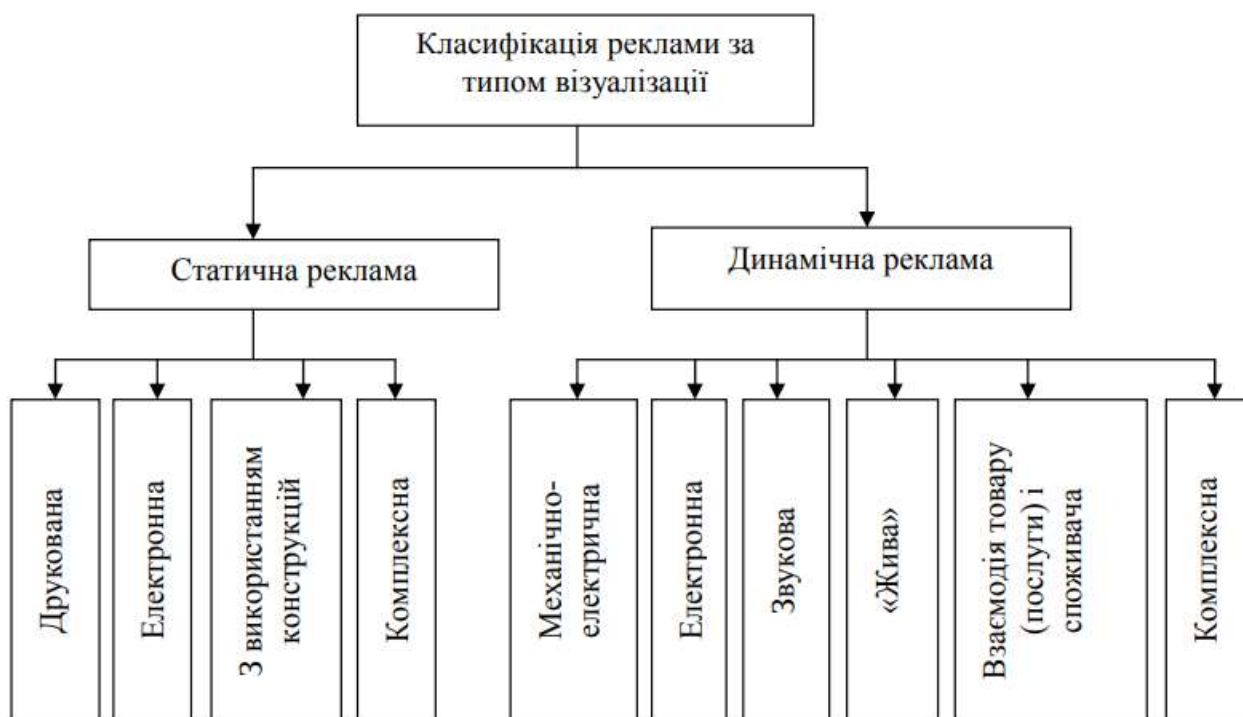 Класифікація реклами за
типом візуалізації
Статична реклама
Динамічна реклама
Друкована
Електронна
З використанням
конструкцій
Комплексна
Механічно-
електрична
Електронна
Звукова
«Жива»
Взаємодія товару
(послуги) і
споживача
Комплексна